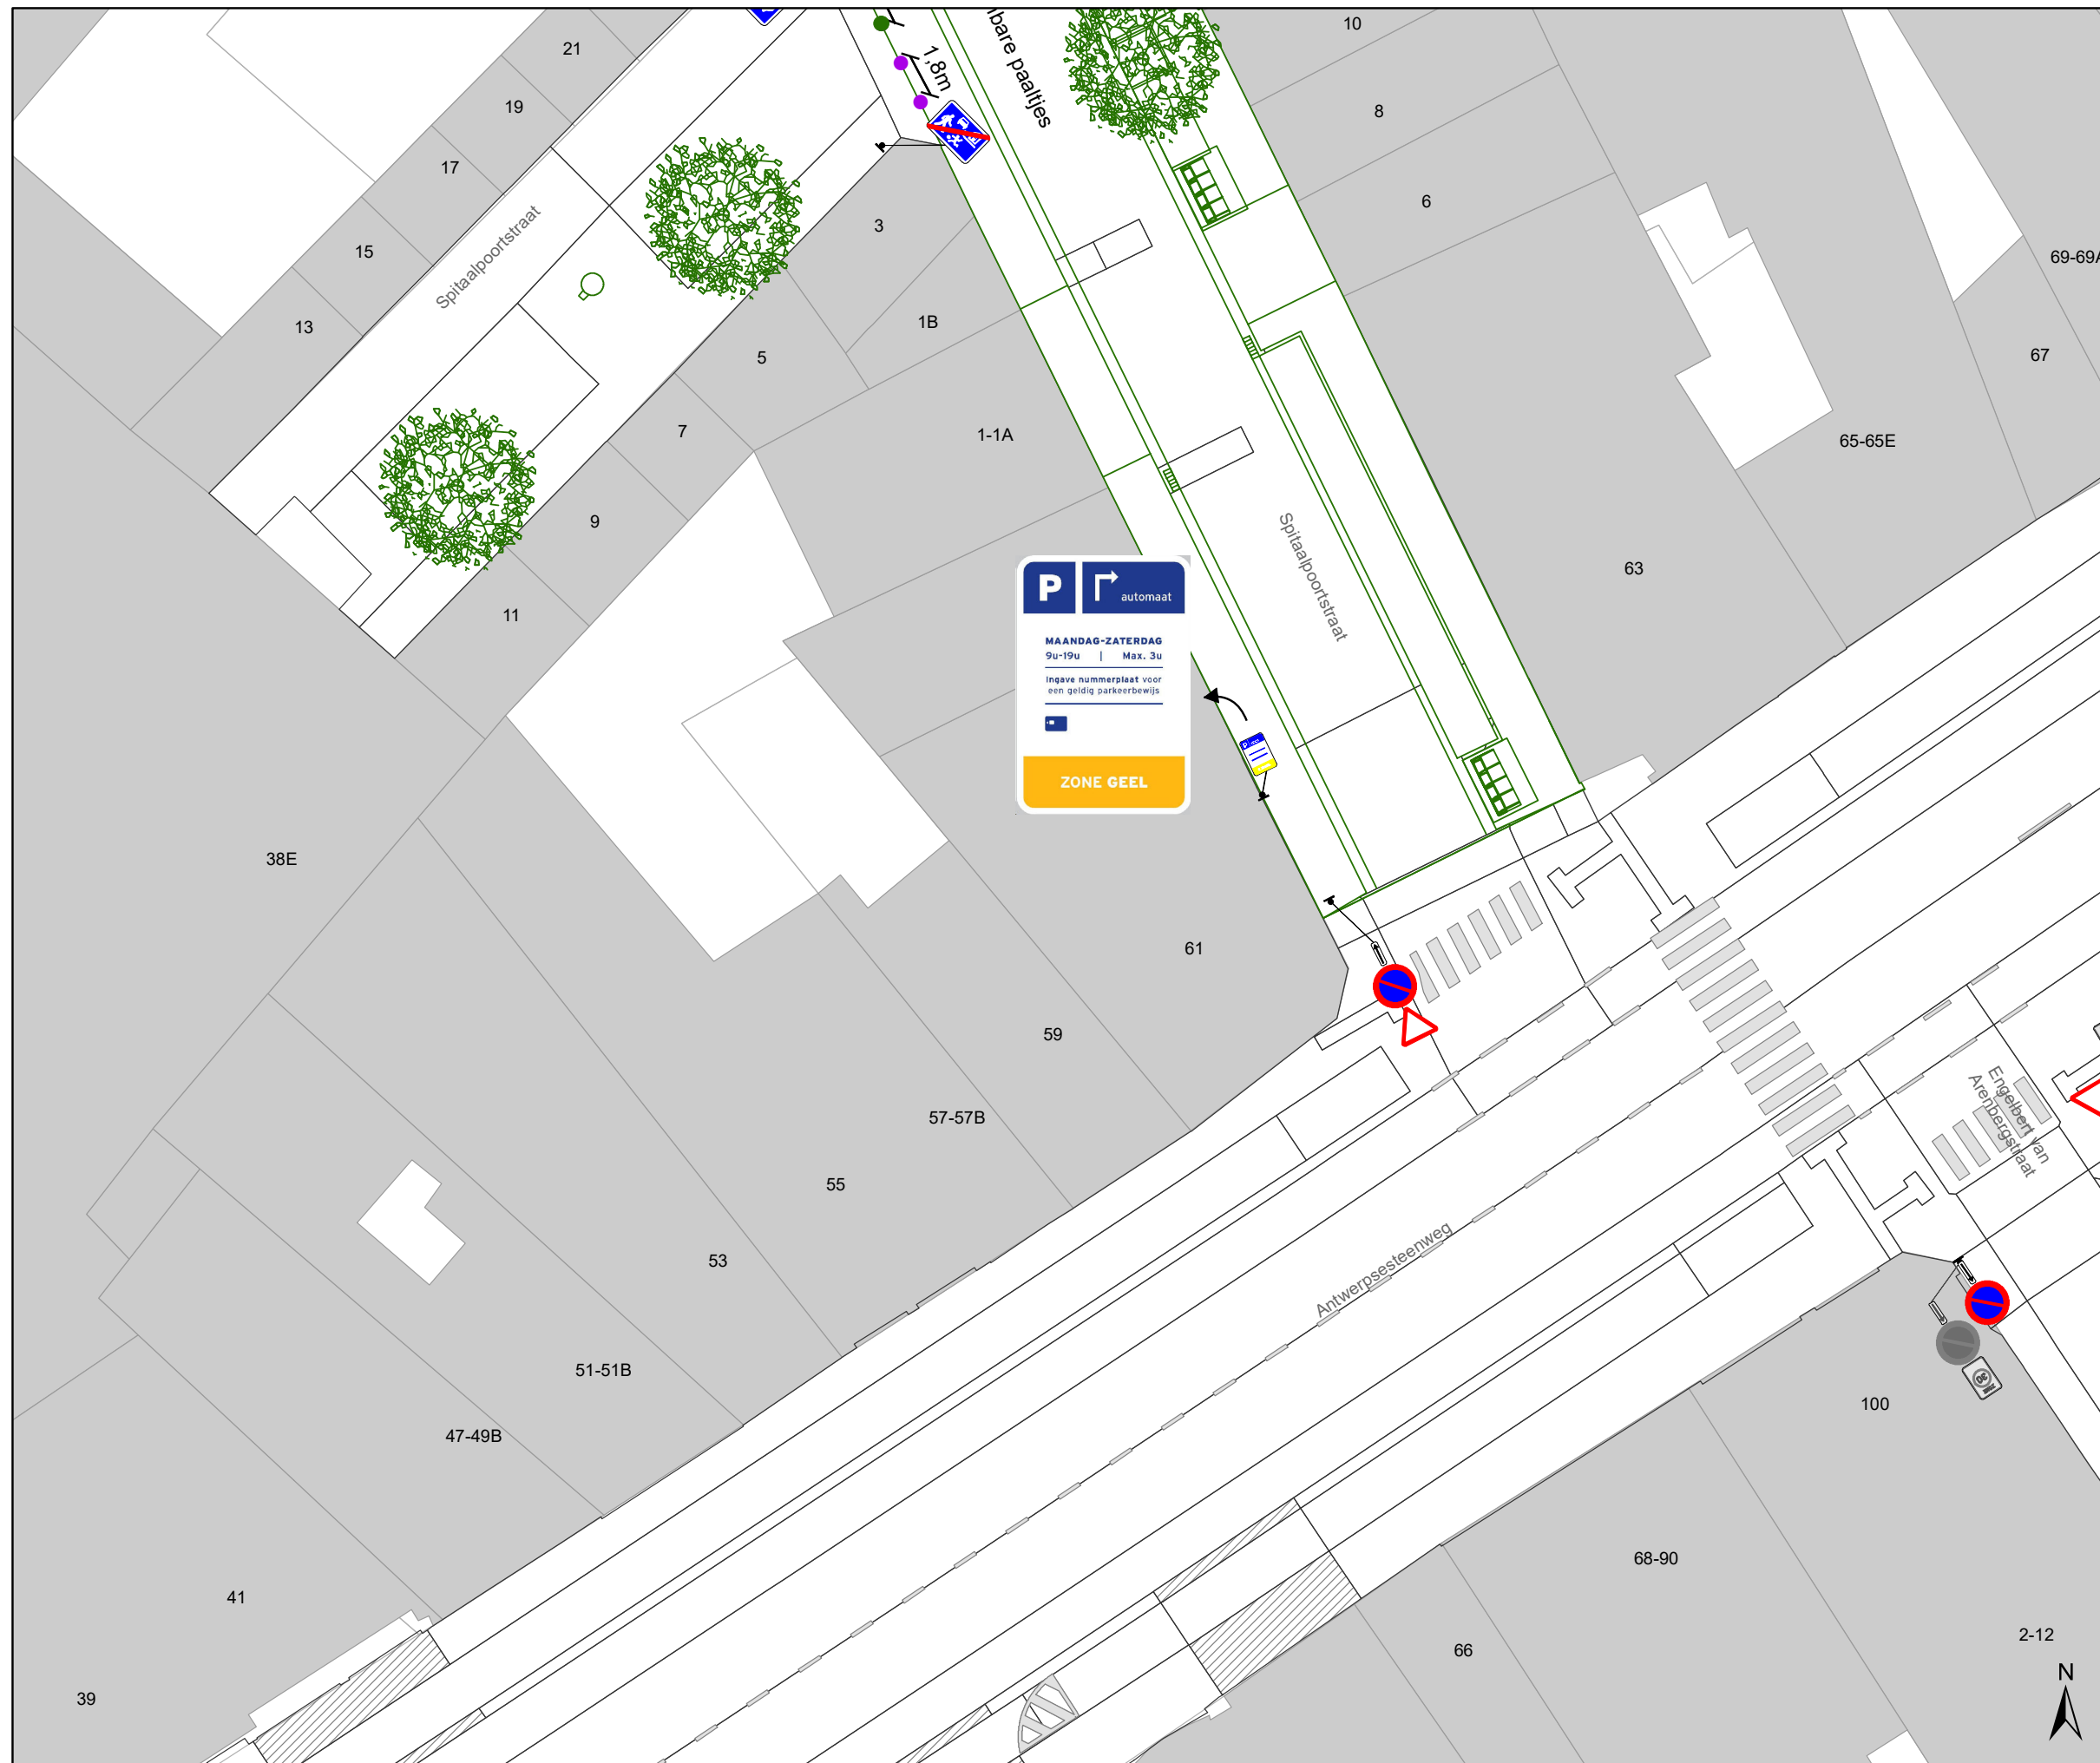 21
10
19
1,8m
bare paaltjes
8
17
6
3
15
Spitaalpoortstraat
69-69A
1B
13
5
67
7
1-1A
65-65E
9
Spitaalpoortstraat
63
11
P automaat
MAANDAG-ZATERDAG
9u-19u | Max. 3u
Ingave nummerplaat voor
een geldig parkeerbewijs
ZONE GEEL
P
38E
61
59
57-57B
Engelbert van
Arenbergstraat
55
53
Antwerpsesteenweg
51-51B
30
100
47-49B
68-90
41
66
2-12
N
39